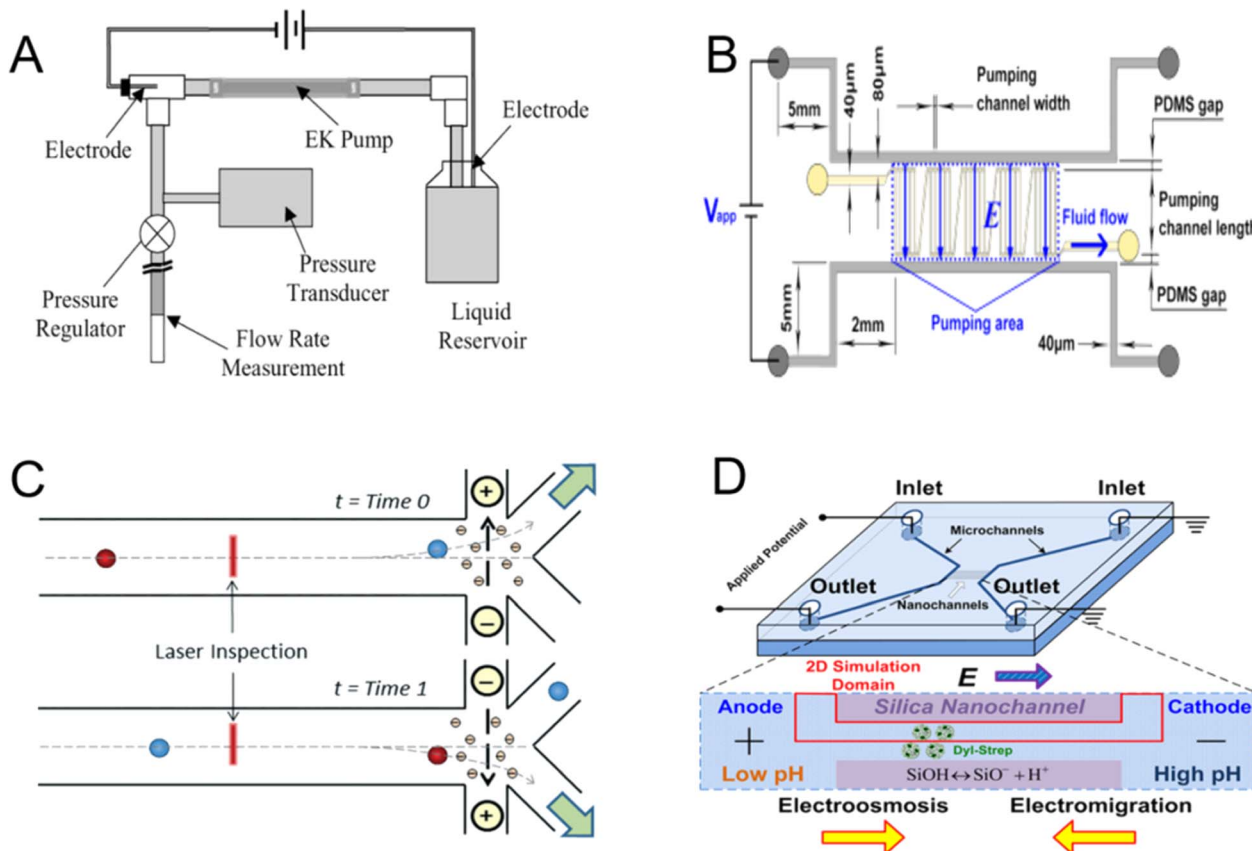 A
Electrode
EK Pump
Electrode
Pressure
Transducer
Pressure
Regulator
Flow Rate
Measurement
Liquid
Reservoir
B
5mm
40μm
80μm
Pumping
channel width
PDMS gap
Vapp
E
Fluid flow
Pumping
channel length
5mm
2mm
Pumping area
40μm
PDMS gap
C
t = Time 0
+
−
Laser Inspection
t = Time 1
−
+
D
Inlet
Inlet
Microchannels
Applied Potential
Outlet
Outlet
Nanochannels
2D Simulation
Domain
E
Anode
Silica Nanochannel
Cathode
+
−
Dyl-Strep
Low pH
SiOH↔SiO⁻ + H⁺
High pH
Electroosmosis
Electromigration